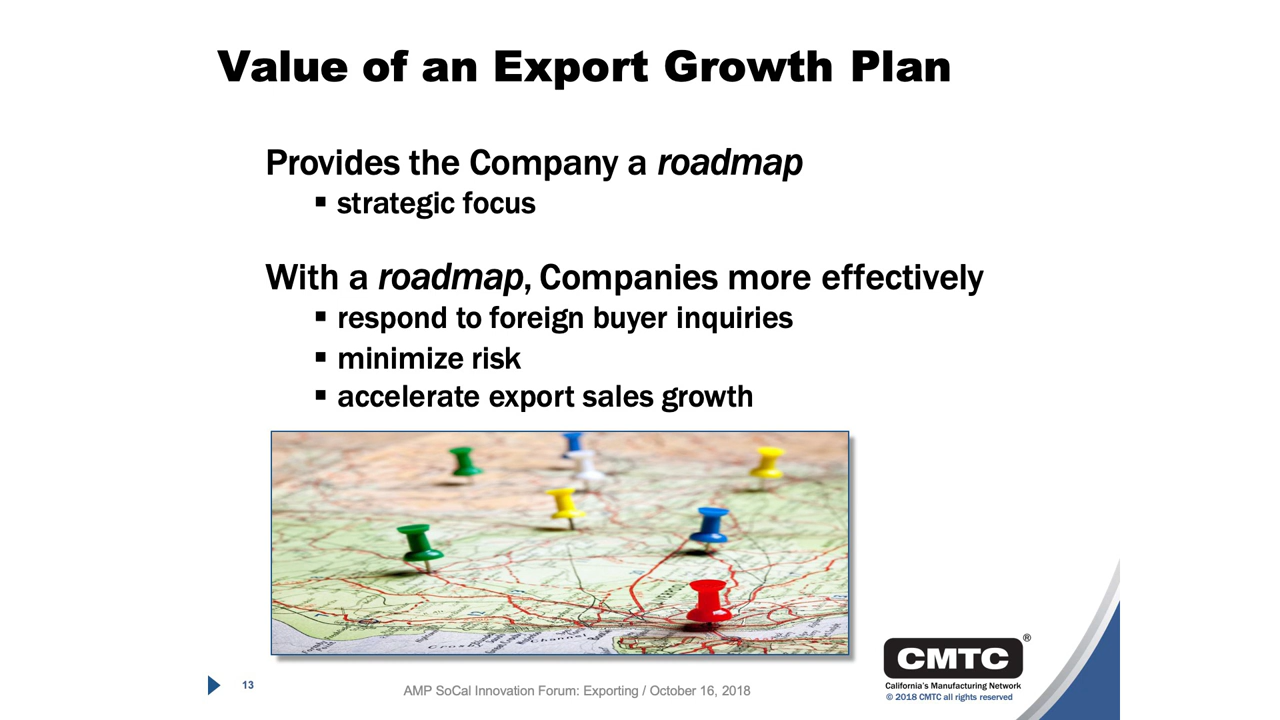 Value of an Export Growth Plan
Provides the Company a roadmap
▪ strategic focus
With a roadmap, Companies more effectively
▪ respond to foreign buyer inquiries
▪ minimize risk
▪ accelerate export sales growth
13
AMP SoCal Innovation Forum: Exporting / October 16, 2018
CMTC®
California's Manufacturing Network
© 2018 CMTC all rights reserved